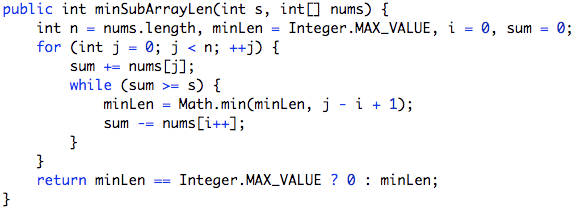 public int minSubArrayLen(int s, int[] nums) {
    int n = nums.length, minLen = Integer.MAX_VALUE, i = 0, sum = 0;
    for (int j = 0; j < n; ++j) {
        sum += nums[j];
        while (sum >= s) {
            minLen = Math.min(minLen, j - i + 1);
            sum -= nums[i++];
        }
    }
    return minLen == Integer.MAX_VALUE ? 0 : minLen;
}